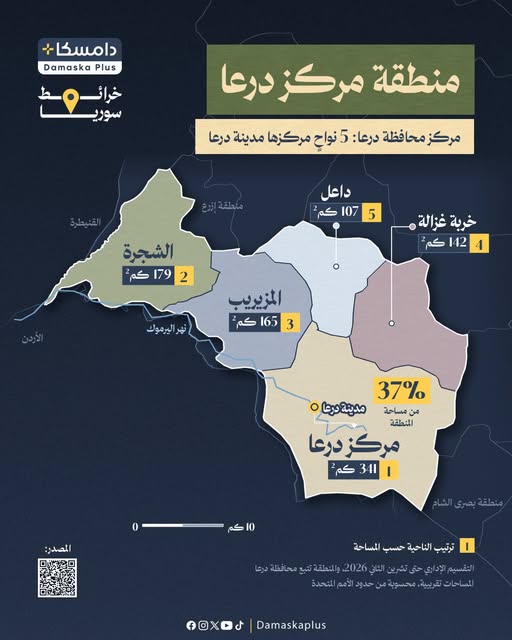 دامسكا+
Damaska Plus
خرائط
سوريا
منطقة مركز درعا
مركز محافظة درعا: 5 نواحٍ مركزها مدينة درعا
منطقة إزرع
القنيطرة
داعل
107 كم²
5
خربة غزالة
142 كم²
4
الشجرة
179 كم²
2
المزيريب
165 كم²
3
نهر اليرموك
الأردن
37%
من مساحة
المنطقة
مدينة درعا
مركز درعا
341 كم²
1
منطقة بصرى الشام
0
10 كم
1 ترتيب الناحية حسب المساحة
التقسيم الإداري حتى تشرين الثاني 2026، والمنطقة تتبع محافظة درعا
المساحات تقريبية، محسوبة من حدود الأمم المتحدة
المصدر:
Damaskaplus